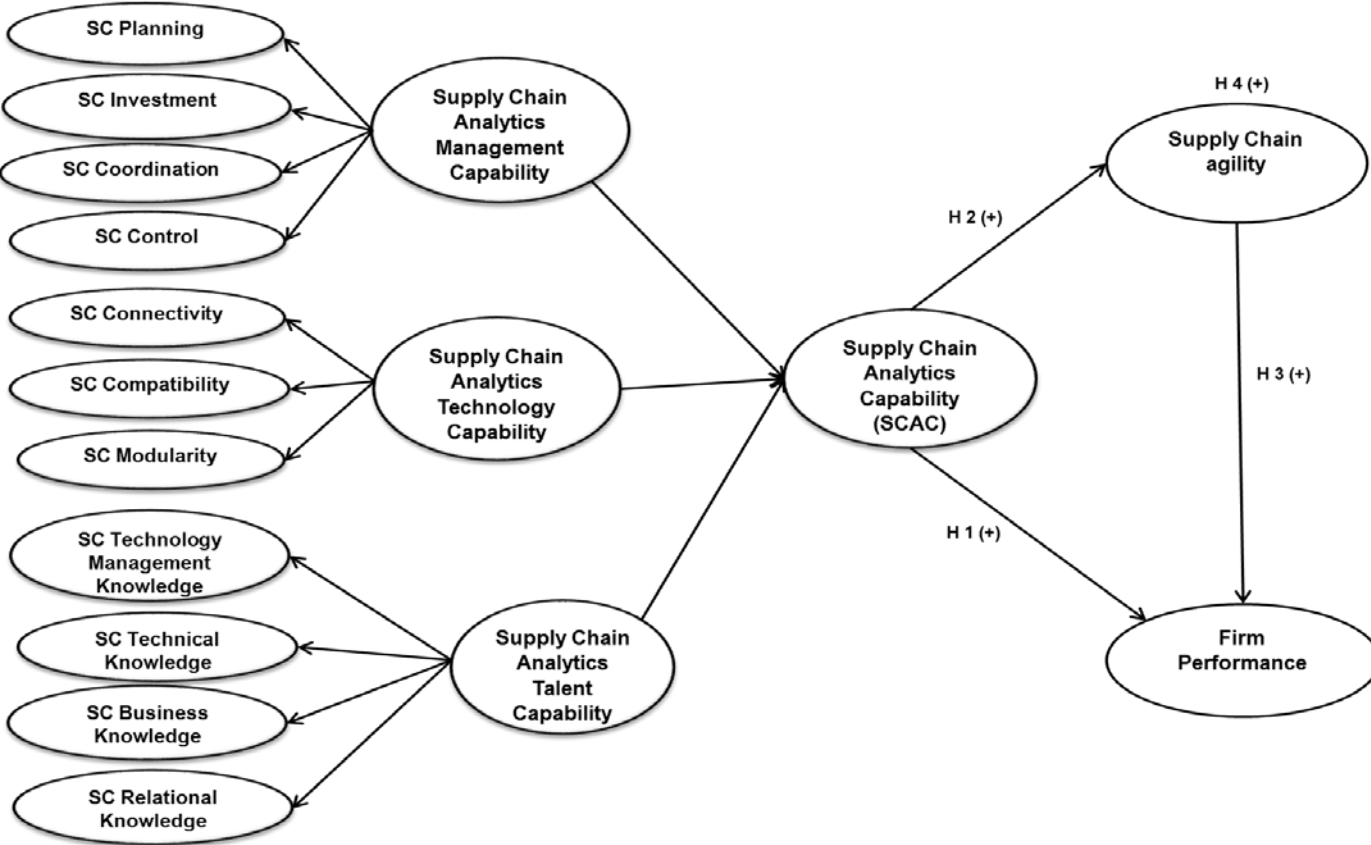 SC Planning
SC Investment
SC Coordination
SC Control
SC Connectivity
SC Compatibility
SC Modularity
SC Technology
Management
Knowledge
SC Technical
Knowledge
SC Business
Knowledge
SC Relational
Knowledge
Supply Chain
Analytics
Management
Capability
Supply Chain
Analytics
Technology
Capability
Supply Chain
Analytics
Talent
Capability
Supply Chain
Analytics
Capability
(SCAC)
H 2 (+)
H 1 (+)
H 4 (+)
Supply Chain
agility
H 3 (+)
Firm
Performance